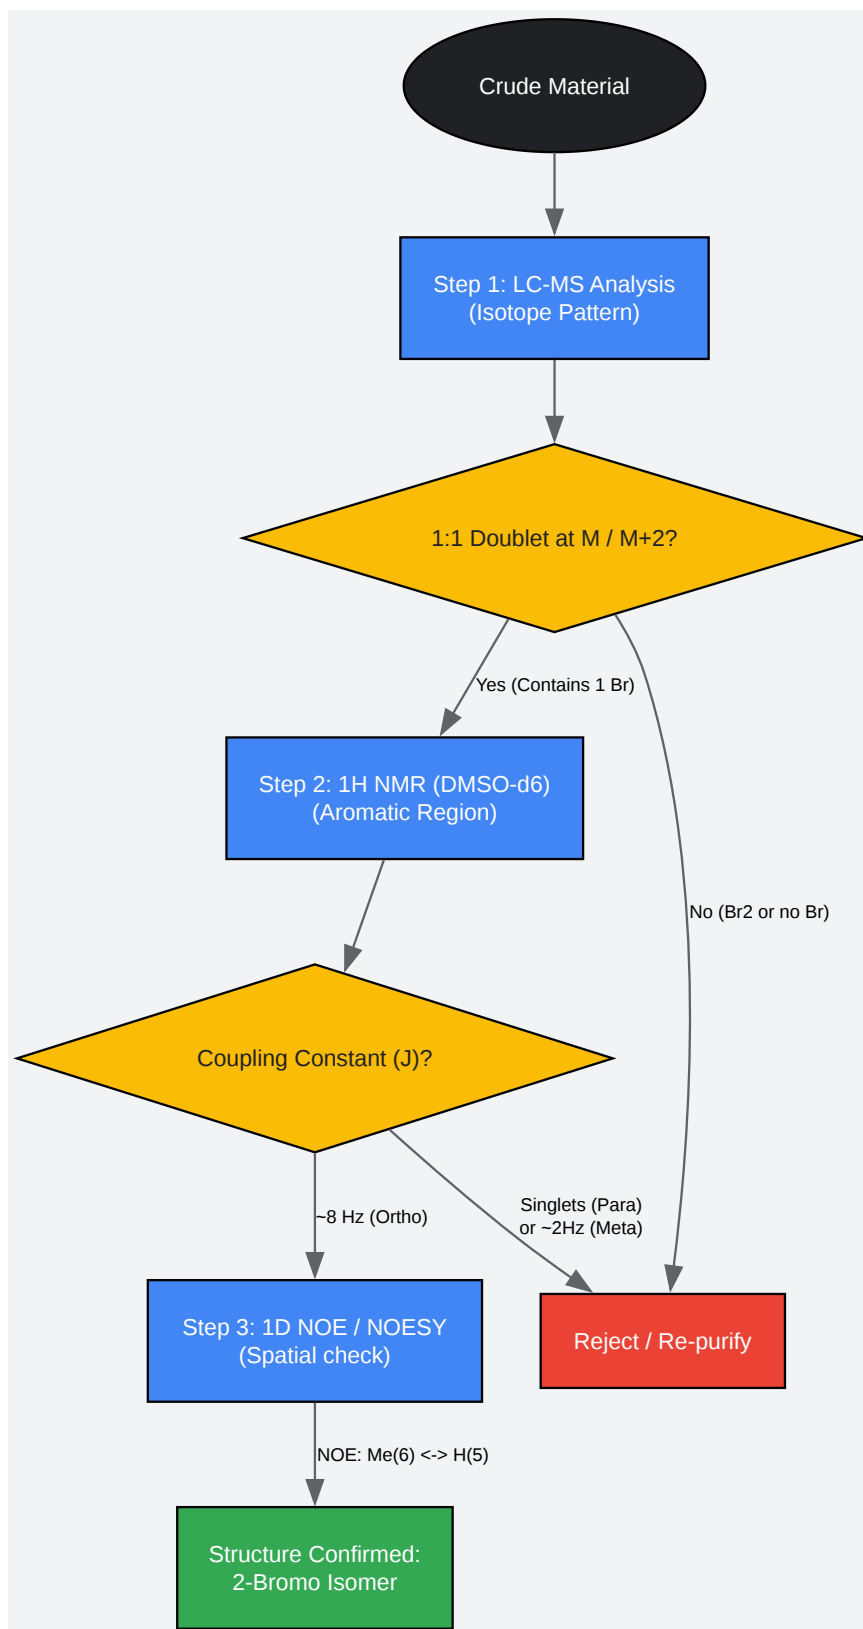 Crude Material
Step 1: LC-MS Analysis
(Isotope Pattern)
1:1 Doublet at M / M+2?
Yes (Contains 1 Br)
Step 2: 1H NMR (DMSO-d6)
(Aromatic Region)
No (Br2 or no Br)
Coupling Constant (J)?
~8 Hz (Ortho)
Singlets (Para)
or ~2Hz (Meta)
Step 3: 1D NOE / NOESY
(Spatial check)
Reject / Re-purify
NOE: Me(6) <-> H(5)
Structure Confirmed:
2-Bromo Isomer